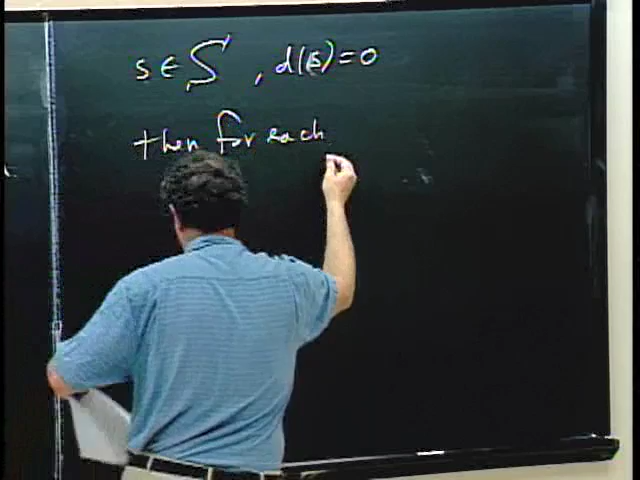 s ∈ S, d(s) = 0
then for each